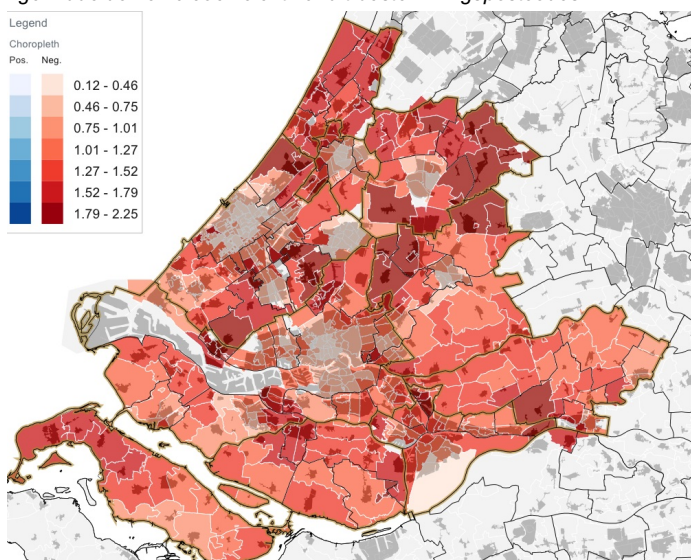 Legend
Choropleth
Pos. Neg.
0.12 - 0.46
0.46 - 0.75
0.75 - 1.01
1.01 - 1.27
1.27 - 1.52
1.52 - 1.79
1.79 - 2.25